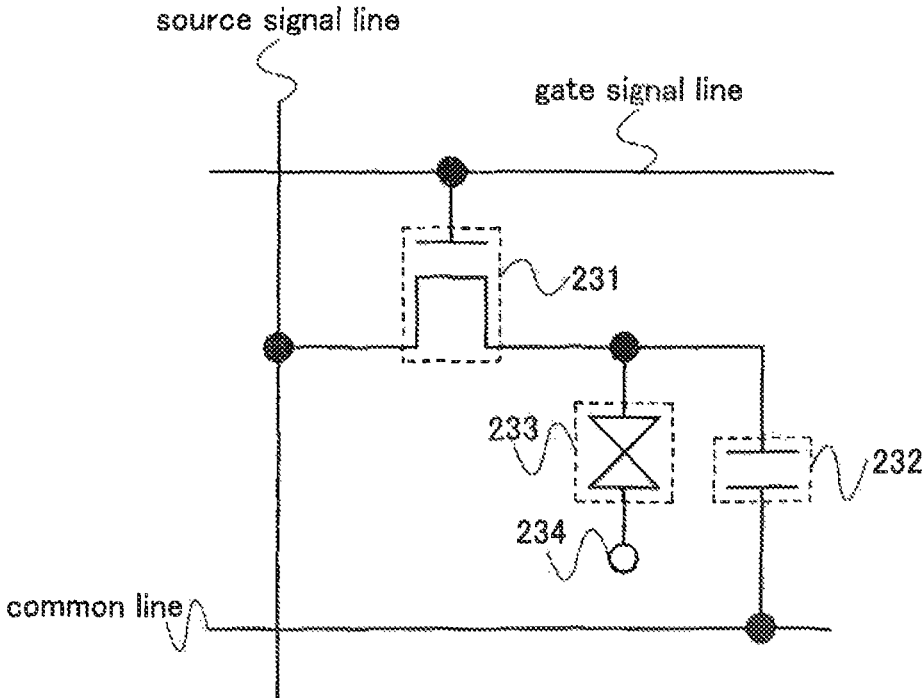 source signal line
gate signal line
231
233
232
234
common line